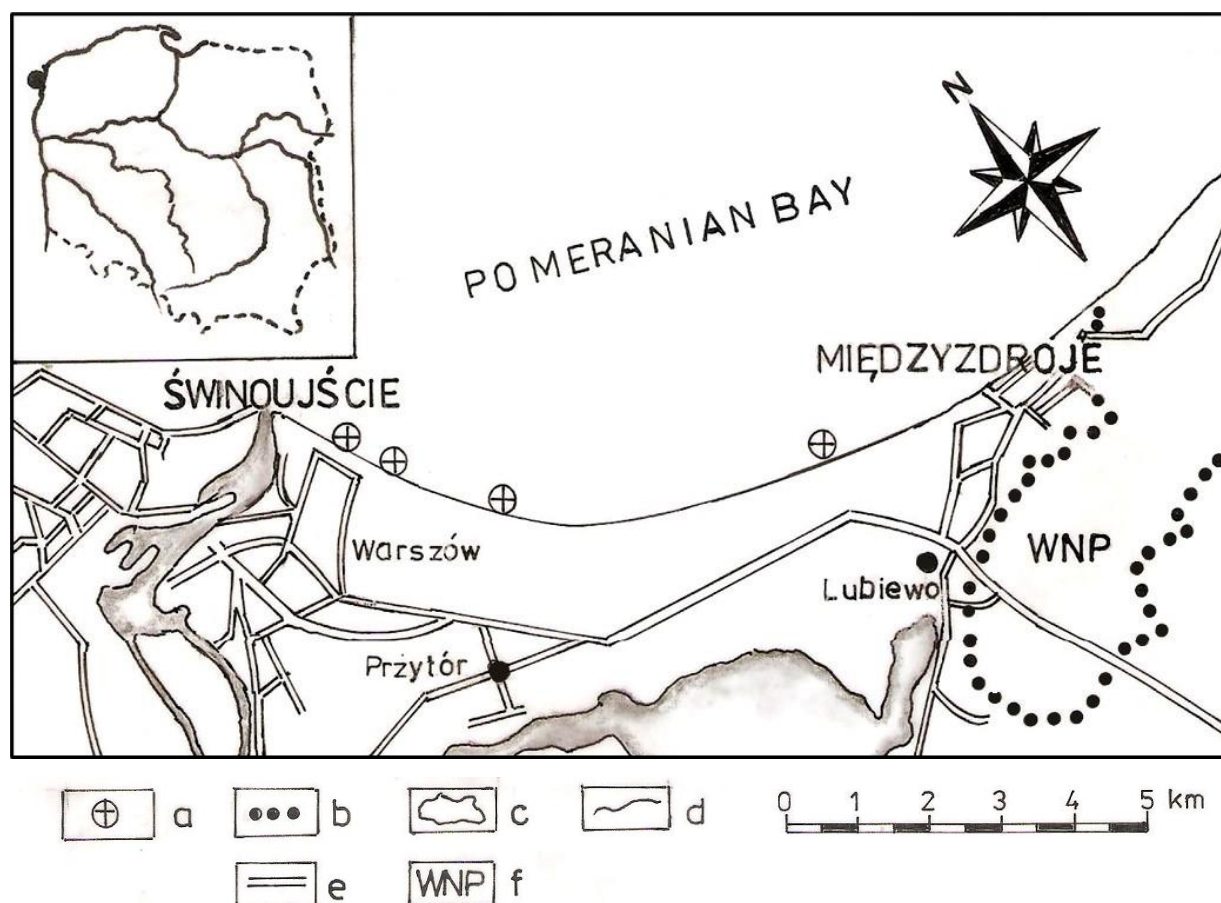 N
POMERANIAN BAY
MIĘDZYZDROJE
ŚWINOUJŚCIE
WNP
Warszów
Lubiewo
Przytór
a b c d
0 1 2 3 4 5 km
e WNP f